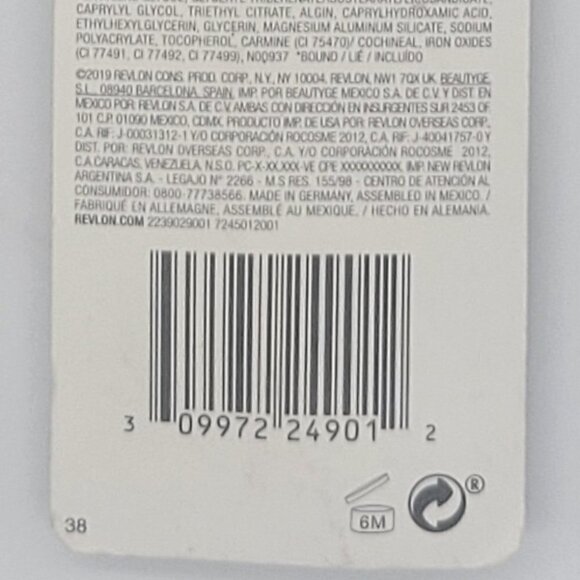 CAPRYLYL GLYCOL, TRIETHYL CITRATE, ALGIN, CAPRYLHYDROXAMIC ACID,
ETHYLHEXYLGLYCERIN, GLYCERIN, MAGNESIUM ALUMINUM SILICATE, SODIUM
POLYACRYLATE, TOCOPHEROL, CARMINE (CI 75470)/ COCHINEAL, IRON OXIDES
(CI 77491, CI 77492, CI 77499), N00937 *BOUND / LIÉ / INCLUÍDO
©2019 REVLON CONS. PROD. CORP., N.Y., NY 10004, REVLON, NW1 7QX UK, BEAUTYGE,
S.L., 08940 BARCELONA, SPAIN, IMP. POR BEAUTYGE MEXICO S.A. DE C.V. Y DIST. EN
MÉXICO POR: REVLON S.A. DE C.V. AMBAS CON DIRECCIÓN EN INSURGENTES SUR 2453 OF.
101 C.P. 01090 MEXICO, CDMX. PRODUCTO IMP. DE USA POR: REVLON OVERSEAS CORP.,
C.A. RIF: J-00031312-1 Y/O CORPORACIÓN ROCOSME 2012, C.A. RIF: J-40041757-0 Y
DIST. POR: REVLON OVERSEAS CORP., C.A. Y/O CORPORACIÓN ROCOSME 2012,
C.A. CARACAS, VENEZUELA, N.S.O. PC-X-XX.XXX-VE CPE XXXXXXXXXX, IMP. NEW REVLON
ARGENTINA S.A. - LEGAJO N° 2266 - M.S RES. 155/98 - CENTRO DE ATENCIÓN AL
CONSUMIDOR: 0800-77738566. MADE IN GERMANY, ASSEMBLED IN MEXICO. /
FABRIQUÉ EN ALLEMAGNE, ASSEMBLÉ AU MEXIQUE. / HECHO EN ALEMANIA.
REVLON.COM 2239029001 7245012001
3 09972 24901 2
6M
®
38